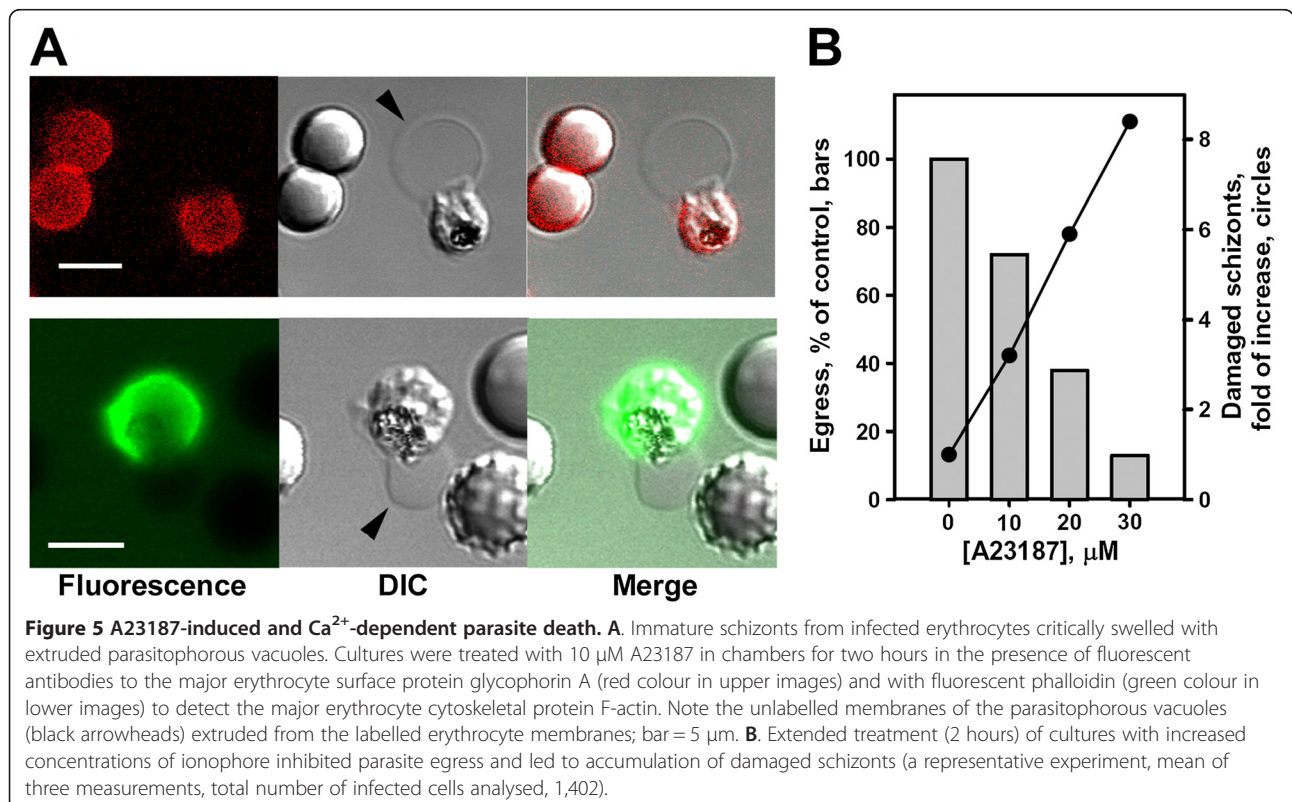 A
Fluorescence DIC Merge
B
Egress, % of control, bars
100
80
60
40
20
0
Damaged schizonts,
fold of increase, circles
8
6
4
2
0
0 10 20 30
[A23187], μM
Figure 5 A23187-induced and Ca²⁺-dependent parasite death. A. Immature schizonts from infected erythrocytes critically swelled with
extruded parasitophorous vacuoles. Cultures were treated with 10 μM A23187 in chambers for two hours in the presence of fluorescent
antibodies to the major erythrocyte surface protein glycophorin A (red colour in upper images) and with fluorescent phalloidin (green colour in
lower images) to detect the major erythrocyte cytoskeletal protein F-actin. Note the unlabelled membranes of the parasitophorous vacuoles
(black arrowheads) extruded from the labelled erythrocyte membranes; bar = 5 μm. B. Extended treatment (2 hours) of cultures with increased
concentrations of ionophore inhibited parasite egress and led to accumulation of damaged schizonts (a representative experiment, mean of
three measurements, total number of infected cells analysed, 1,402).